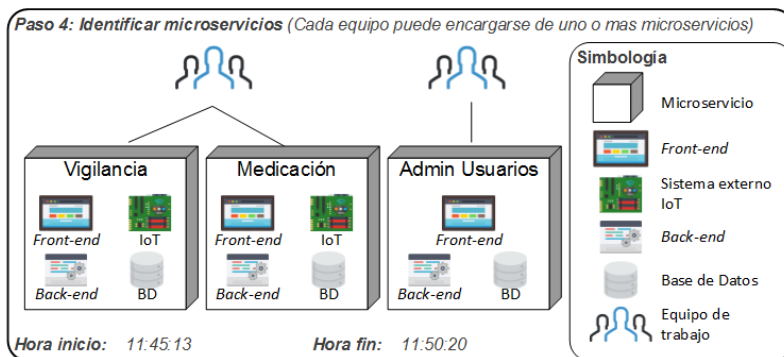 Paso 4: Identificar microservicios (Cada equipo puede encargarse de uno o mas microservicios)
Vigilancia
Front-end
IoT
Back-end
BD
Medicación
Front-end
IoT
Back-end
BD
Admin Usuarios
Front-end
Back-end
BD
Hora inicio: 11:45:13
Hora fin: 11:50:20
Simbología
Microservicio
Front-end
Sistema externo
IoT
Back-end
Base de Datos
Equipo de
trabajo